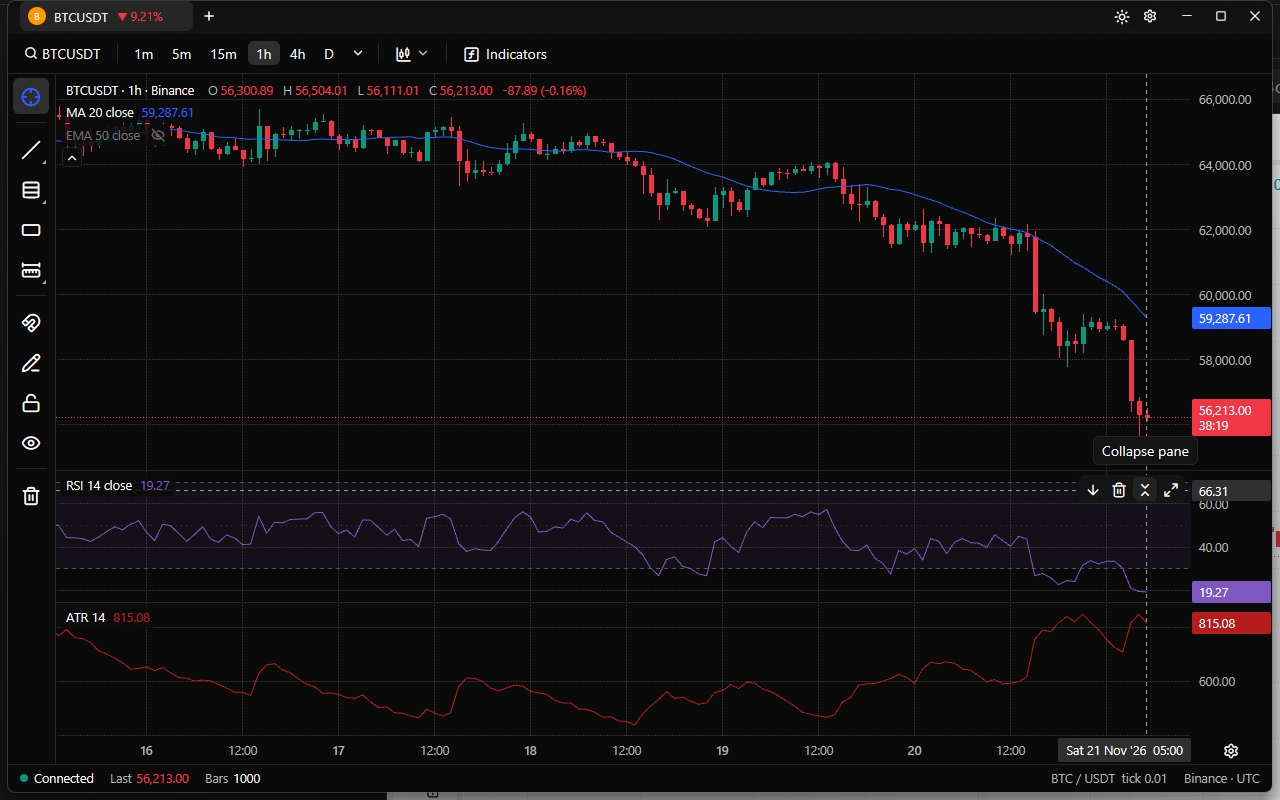 BTCUSDT ▼9.21% +
BTCUSDT 1m 5m 15m 1h 4h D Indicators
BTCUSDT · 1h · Binance O 56,300.89 H 56,504.01 L 56,111.01 C 56,213.00 -87.89 (-0.16%)
MA 20 close 59,287.61
EMA 50 close
66,000.00
64,000.00
62,000.00
60,000.00
59,287.61
58,000.00
56,213.00
38:19
Collapse pane
RSI 14 close 19.27
66.31
60.00
40.00
19.27
ATR 14 815.08
815.08
600.00
16 12:00 17 12:00 18 12:00 19 12:00 20 12:00 Sat 21 Nov '26 05:00
Connected Last 56,213.00 Bars 1000 BTC / USDT tick 0.01 Binance · UTC